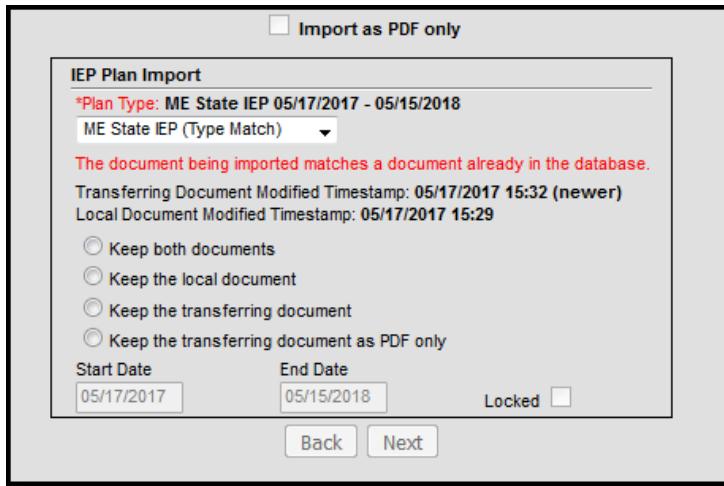 Import as PDF only
IEP Plan Import
*Plan Type: ME State IEP 05/17/2017 - 05/15/2018
ME State IEP (Type Match)
The document being imported matches a document already in the database.
Transferring Document Modified Timestamp: 05/17/2017 15:32 (newer)
Local Document Modified Timestamp: 05/17/2017 15:29
Keep both documents
Keep the local document
Keep the transferring document
Keep the transferring document as PDF only
Start Date End Date
05/17/2017 05/15/2018 Locked
Back Next